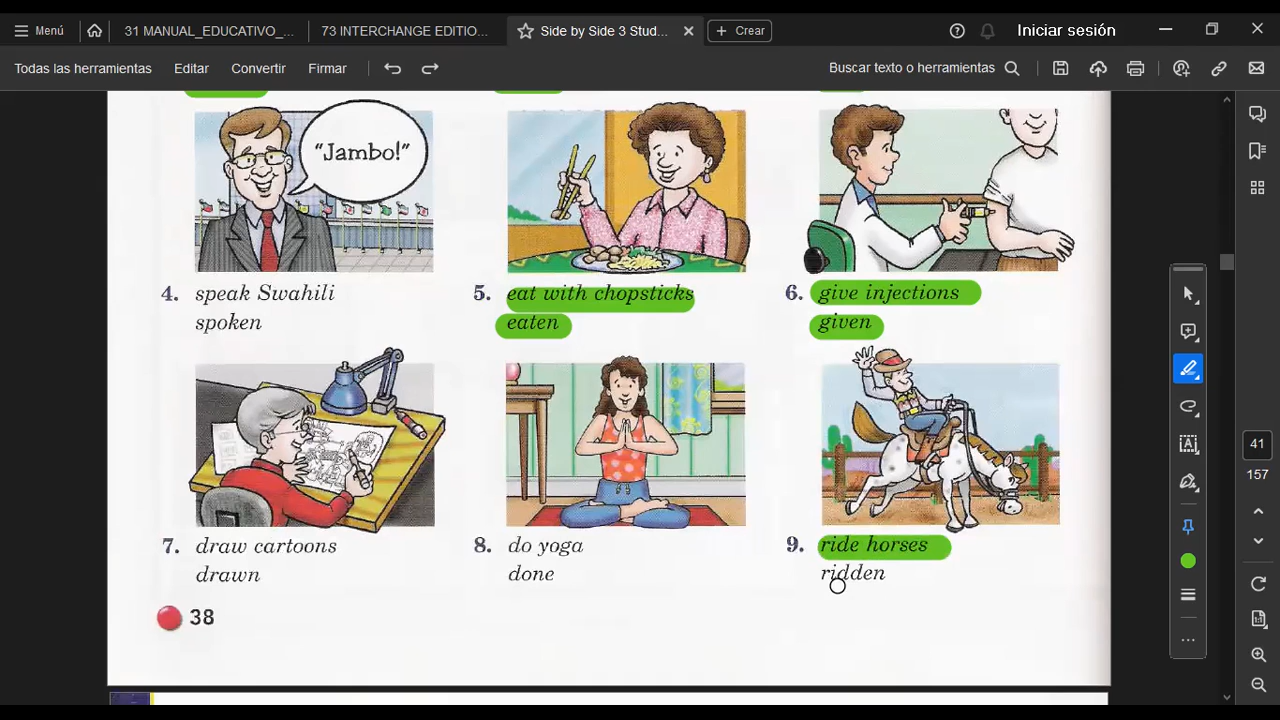 Menú
31 MANUAL_EDUCATIVO_...
73 INTERCHANGE EDITIO...
Side by Side 3 Stud...
Crear
Iniciar sesión
Todas las herramientas
Editar
Convertir
Firmar
Buscar texto o herramientas
"Jambo!"
4. speak Swahili
spoken
5. eat with chopsticks
eaten
6. give injections
given
7. draw cartoons
drawn
8. do yoga
done
9. ride horses
ridden
38
41
157